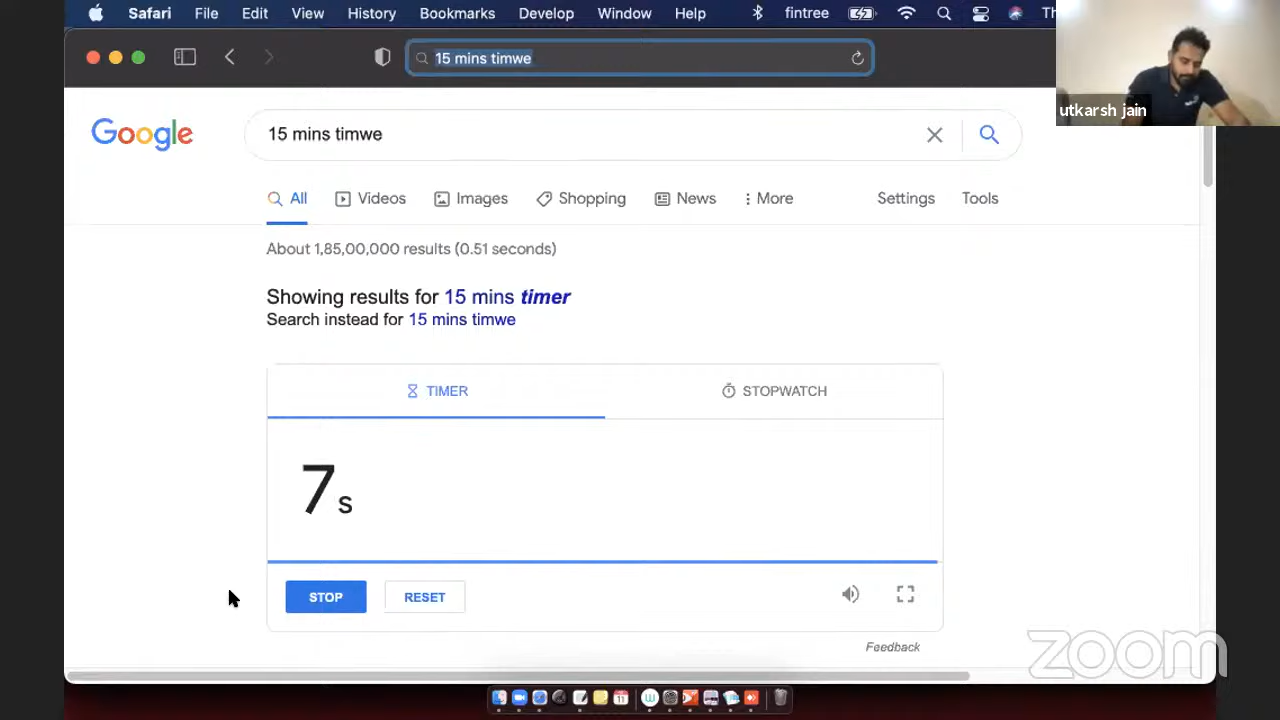 Safari File Edit View History Bookmarks Develop Window Help fintree Th
15 mins timwe
utkarsh jain
Google 15 mins timwe
All Videos Images Shopping News More Settings Tools
About 1,85,00,000 results (0.51 seconds)
Showing results for 15 mins timer
Search instead for 15 mins timwe
TIMER STOPWATCH
7s
STOP RESET
Feedback
zoom
11